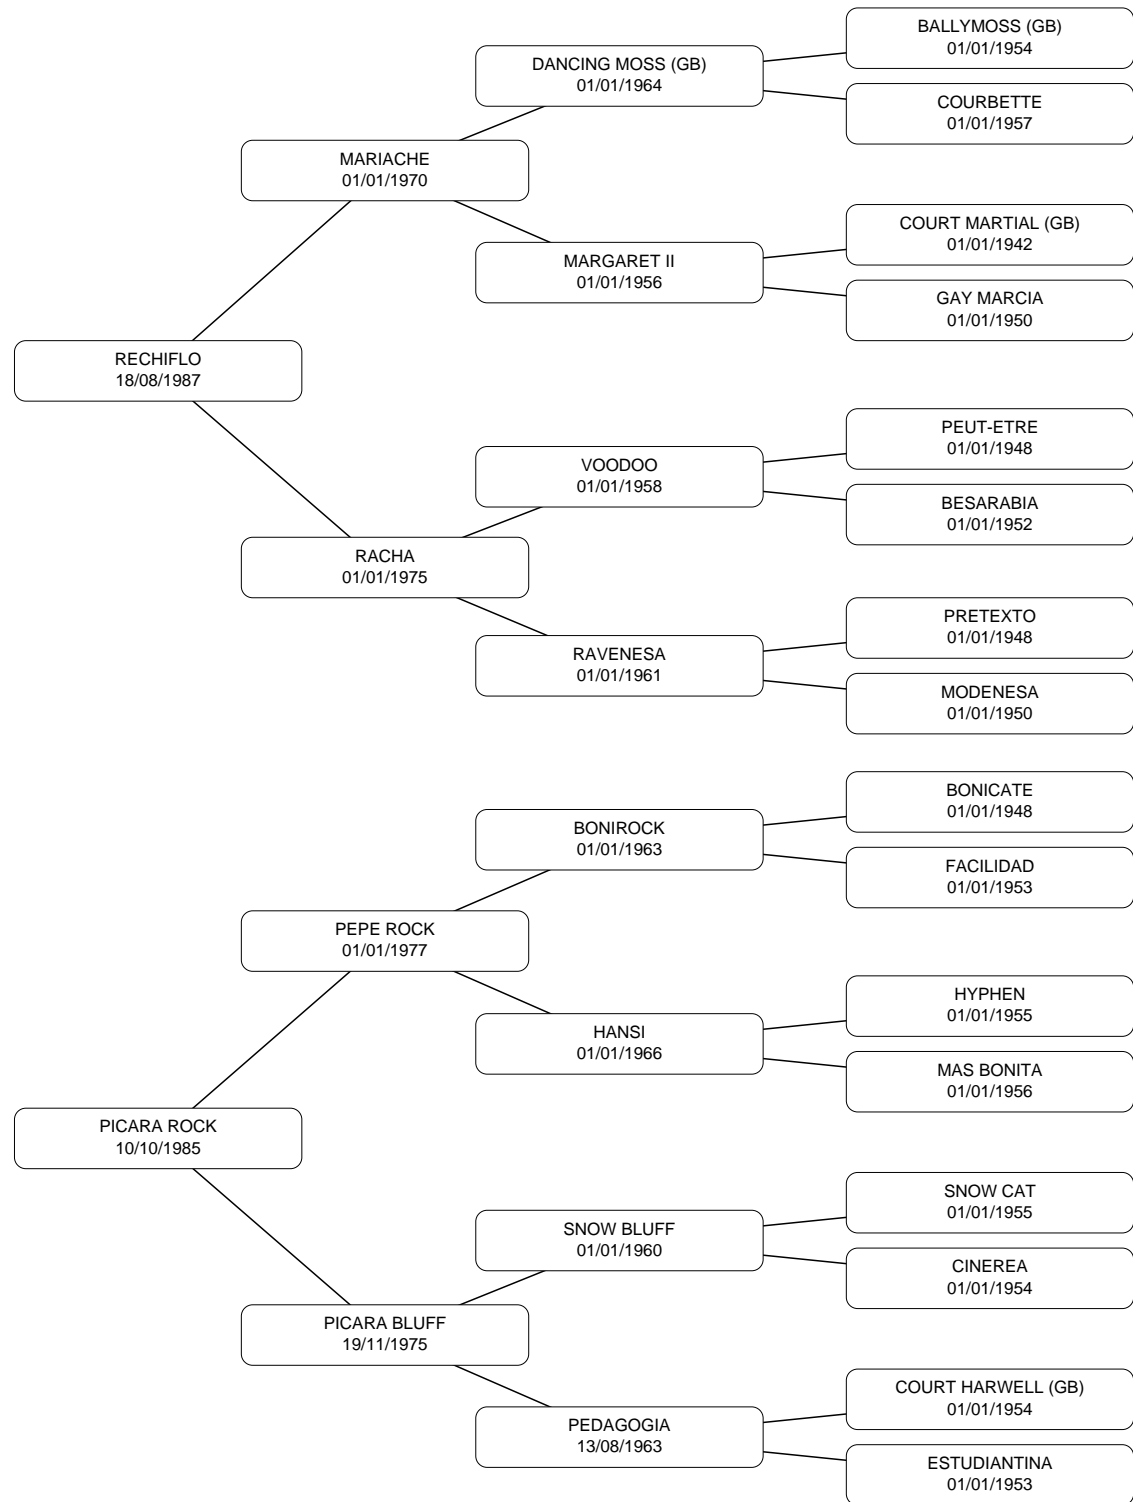 BALLYMOSS (GB)
01/01/1954
DANCING MOSS (GB)
01/01/1964
COURBETTE
01/01/1957
MARIACHE
01/01/1970
COURT MARTIAL (GB)
01/01/1942
MARGARET II
01/01/1956
GAY MARCIA
01/01/1950
RECHIFLO
18/08/1987
PEUT-ETRE
01/01/1948
VOODOO
01/01/1958
BESARABIA
01/01/1952
RACHA
01/01/1975
PRETEXTO
01/01/1948
RAVENESA
01/01/1961
MODENESA
01/01/1950
BONICATE
01/01/1948
BONIROCK
01/01/1963
FACILIDAD
01/01/1953
PEPE ROCK
01/01/1977
HYPHEN
01/01/1955
HANSI
01/01/1966
MAS BONITA
01/01/1956
PICARA ROCK
10/10/1985
SNOW CAT
01/01/1955
SNOW BLUFF
01/01/1960
CINEREA
01/01/1954
PICARA BLUFF
19/11/1975
COURT HARWELL (GB)
01/01/1954
PEDAGOGIA
13/08/1963
ESTUDIANTINA
01/01/1953